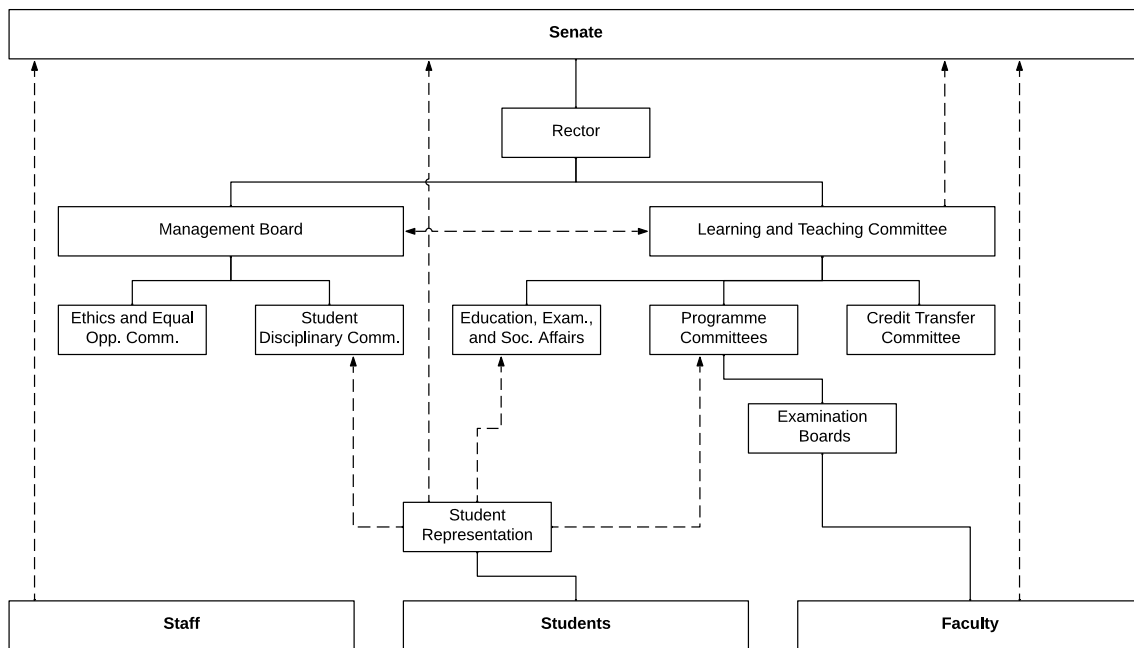 Senate
Rector
Management Board
Learning and Teaching Committee
Ethics and Equal
Opp. Comm.
Student
Disciplinary Comm.
Education, Exam.,
and Soc. Affairs
Programme
Committees
Credit Transfer
Committee
Examination
Boards
Student
Representation
Staff
Students
Faculty